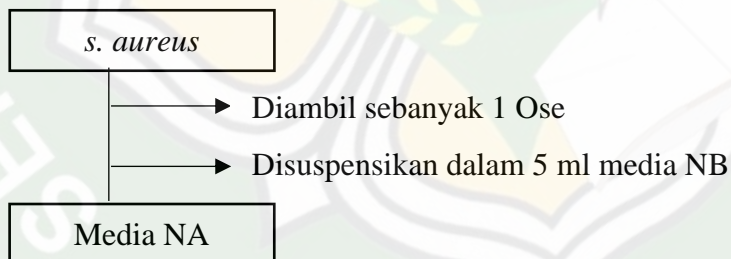 s. aureus
Diambil sebanyak 1 Ose
Disuspensikan dalam 5 ml media NB
Media NA